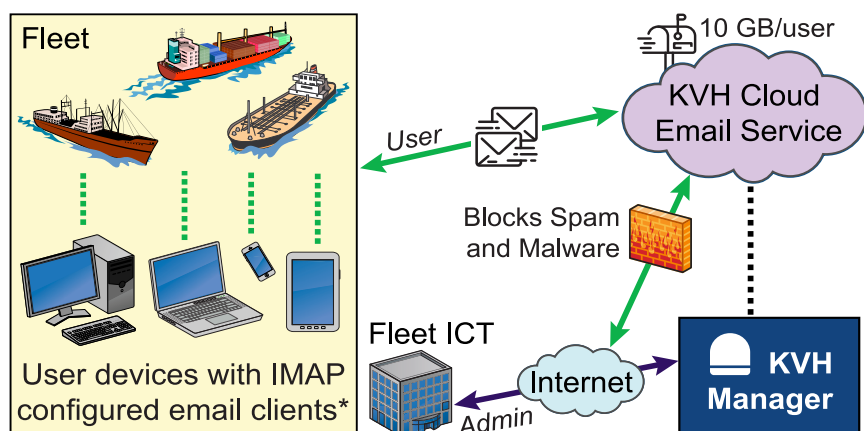 Fleet
10 GB/user
KVH Cloud
Email Service
User
Blocks Spam
and Malware
Fleet ICT
User devices with IMAP
configured email clients*
Internet
Admin
KVH
Manager